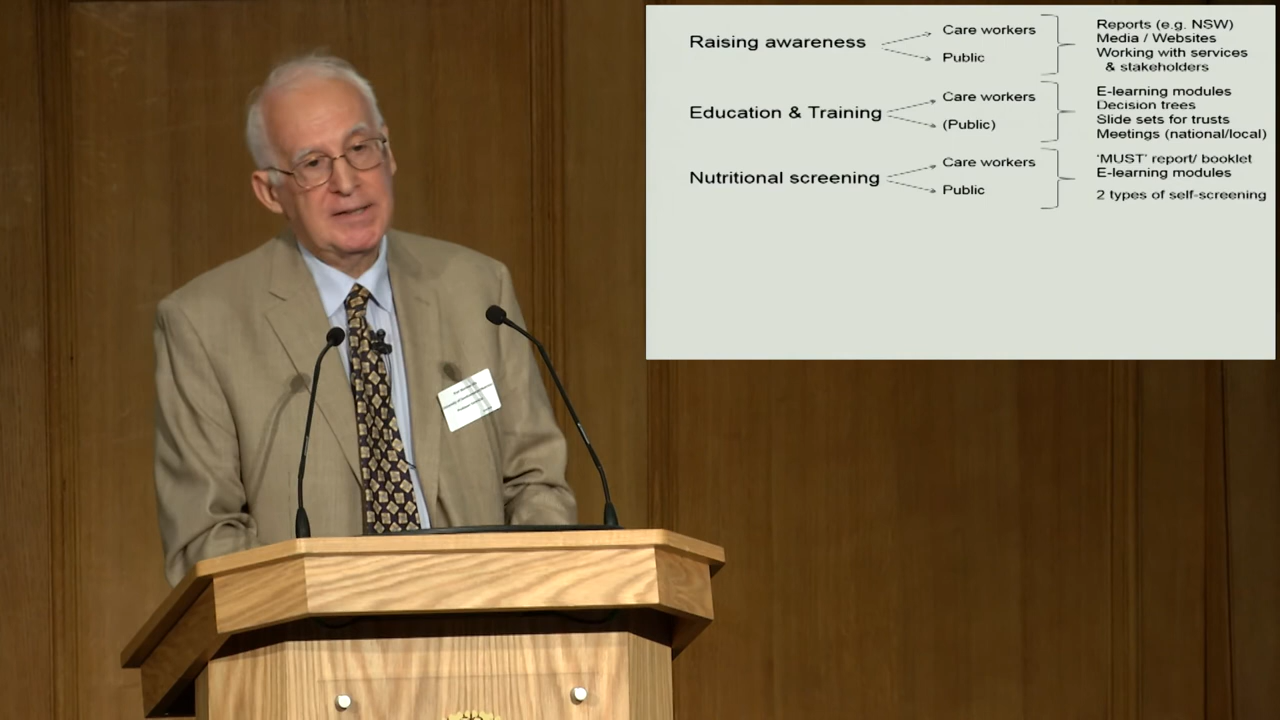 Raising awareness
Care workers
Public
Reports (e.g. NSW)
Media / Websites
Working with services
& stakeholders
Education & Training
Care workers
(Public)
E-learning modules
Decision trees
Slide sets for trusts
Meetings (national/local)
Nutritional screening
Care workers
Public
‘MUST’ report/ booklet
E-learning modules
2 types of self-screening